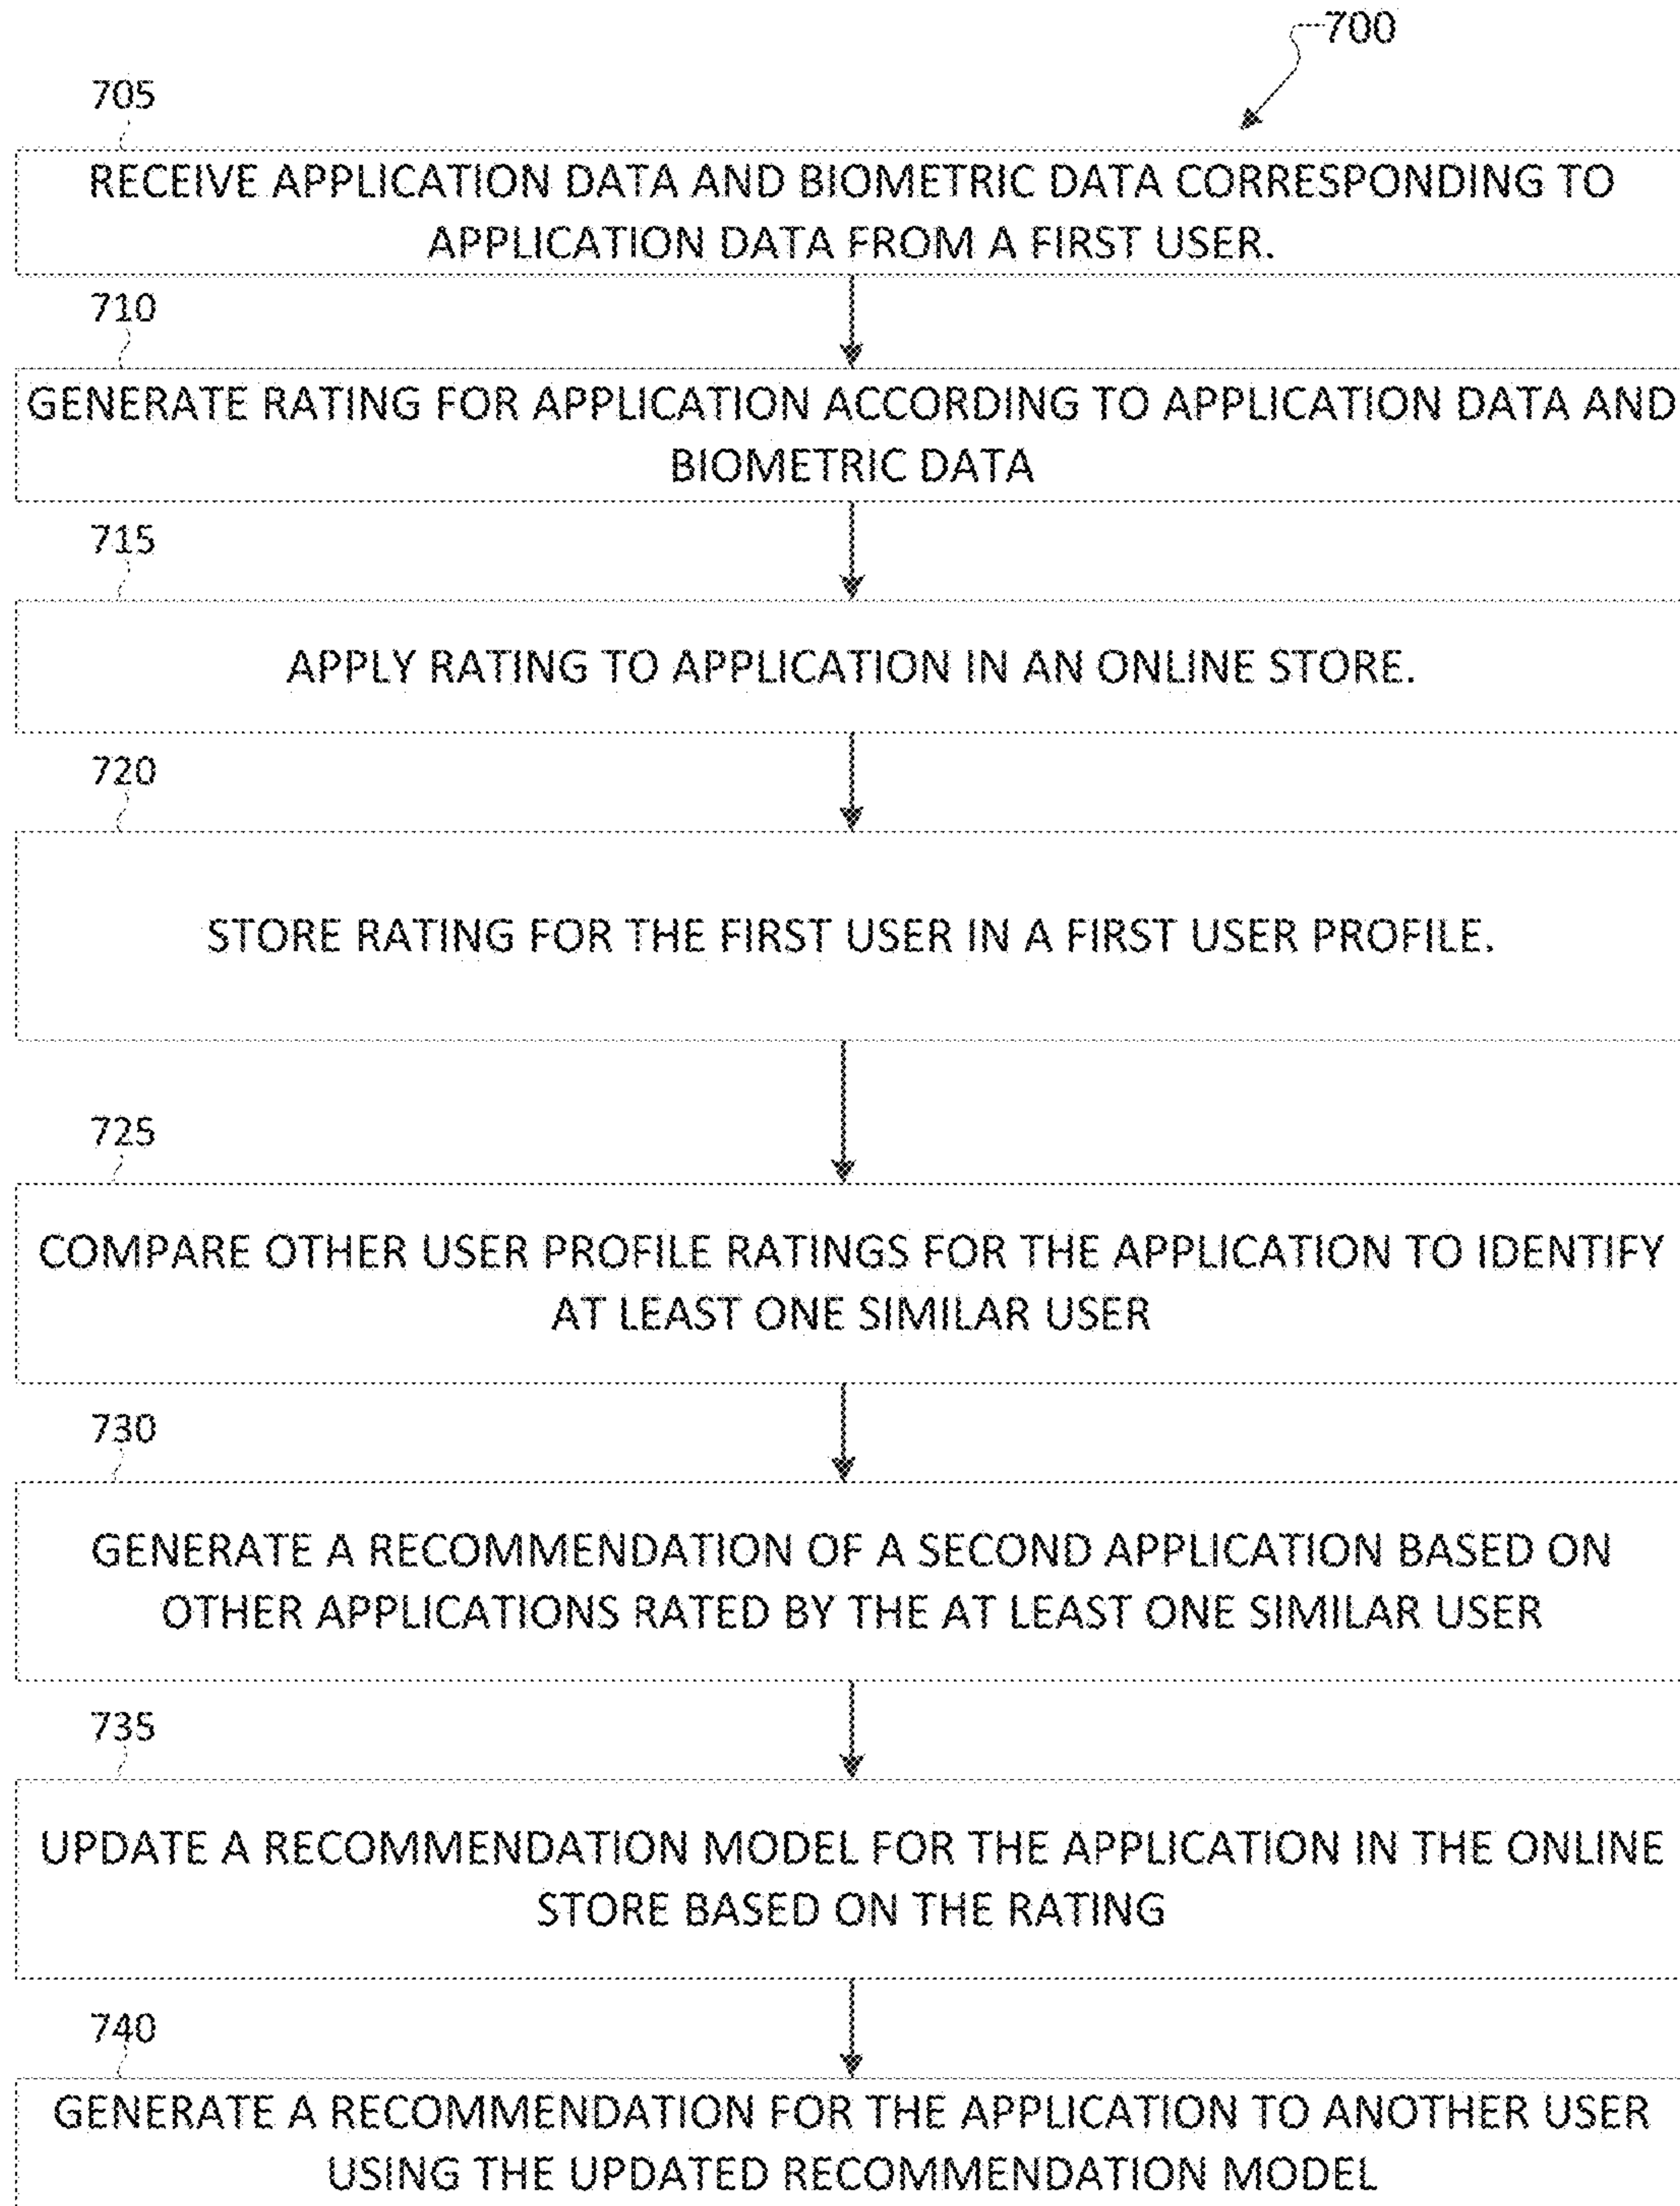 700
705
RECEIVE APPLICATION DATA AND BIOMETRIC DATA CORRESPONDING TO
APPLICATION DATA FROM A FIRST USER.
710
GENERATE RATING FOR APPLICATION ACCORDING TO APPLICATION DATA AND
BIOMETRIC DATA
715
APPLY RATING TO APPLICATION IN AN ONLINE STORE.
720
STORE RATING FOR THE FIRST USER IN A FIRST USER PROFILE.
725
COMPARE OTHER USER PROFILE RATINGS FOR THE APPLICATION TO IDENTIFY
AT LEAST ONE SIMILAR USER
730
GENERATE A RECOMMENDATION OF A SECOND APPLICATION BASED ON
OTHER APPLICATIONS RATED BY THE AT LEAST ONE SIMILAR USER
735
UPDATE A RECOMMENDATION MODEL FOR THE APPLICATION IN THE ONLINE
STORE BASED ON THE RATING
740
GENERATE A RECOMMENDATION FOR THE APPLICATION TO ANOTHER USER
USING THE UPDATED RECOMMENDATION MODEL